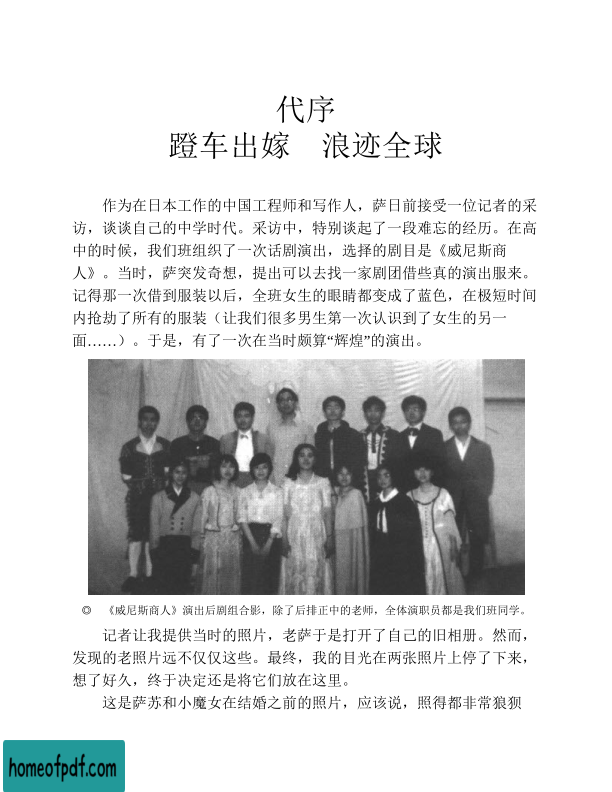 代序
蹬车出嫁　浪迹全球
作为在日本工作的中国工程师和写作人，萨日前接受一位记者的采
访，谈谈自己的中学时代。采访中，特别谈起了一段难忘的经历。在高
中的时候，我们班组织了一次话剧演出，选择的剧目是《威尼斯商
人》。当时，萨突发奇想，提出可以去找一家剧团借些真的演出服来。
记得那一次借到服装以后，全班女生的眼睛都变成了蓝色，在极短时间
内抢劫了所有的服装（让我们很多男生第一次认识到了女生的另一
面……）。于是，有了一次在当时颇算“辉煌”的演出。
◎　《威尼斯商人》演出后剧组合影，除了后排正中的老师，全体演职员都是我们班同学。
记者让我提供当时的照片，老萨于是打开了自己的旧相册。然而，
发现的老照片远不仅仅这些。最终，我的目光在两张照片上停了下来，
想了好久，终于决定还是将它们放在这里。
这是萨苏和小魔女在结婚之前的照片，应该说，照得都非常狼狈
homeofpdf.com